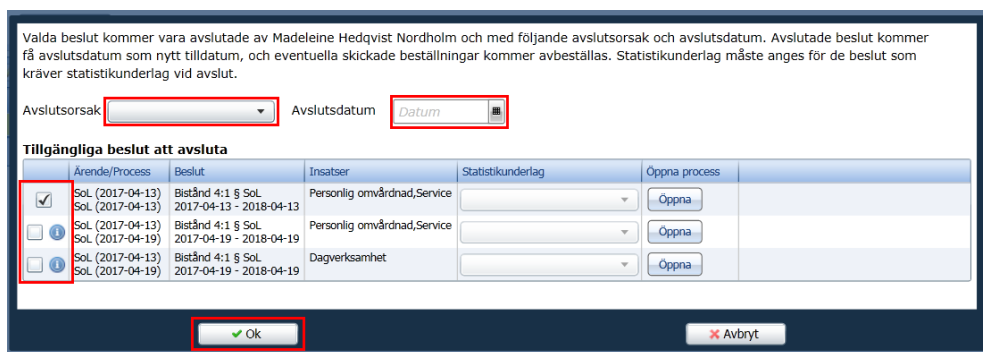 Valda beslut kommer vara avslutade av Madeleine Hedqvist Nordholm och med följande avslutsorsak och avslutsdatum. Avslutade beslut kommer
få avslutsdatum som nytt tilldatum, och eventuella skickade beställningar kommer avbeställas. Statistikunderlag måste anges för de beslut som
kräver statistikunderlag vid avslut.
Avslutsorsak Avslutsdatum Datum
Tillgängliga beslut att avsluta
Ärende/Process Beslut Insatser Statistikunderlag Öppna process
SoL (2017-04-13) Bistånd 4:1 § SoL Personlig omvårdnad,Service Öppna
SoL (2017-04-13) 2017-04-13 - 2018-04-13
SoL (2017-04-13) Bistånd 4:1 § SoL Personlig omvårdnad,Service Öppna
SoL (2017-04-19) 2017-04-19 - 2018-04-19
SoL (2017-04-13) Bistånd 4:1 § SoL Dagverksamhet Öppna
SoL (2017-04-19) 2017-04-19 - 2018-04-19
Ok Avbryt